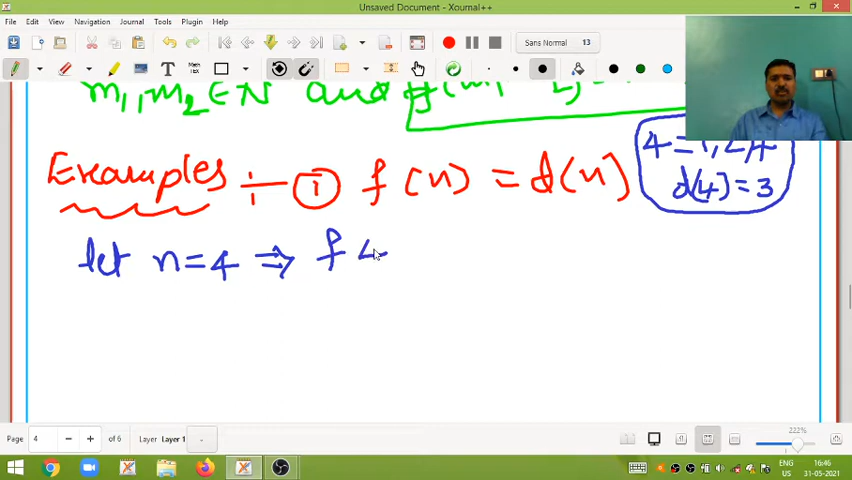 Unsaved Document - Xournal++
File Edit View Navigation Journal Tools Plugin Help
Sans Normal 13
m1, m2 ∈ N and
4 = 1, 2, 4
Examples ÷ ① f(n) = d(n)
d(4) = 3
let n = 4 ⇒ f 4
Page 4 of 6 Layer Layer 1
222%
ENG 16:46
US 31-05-2021